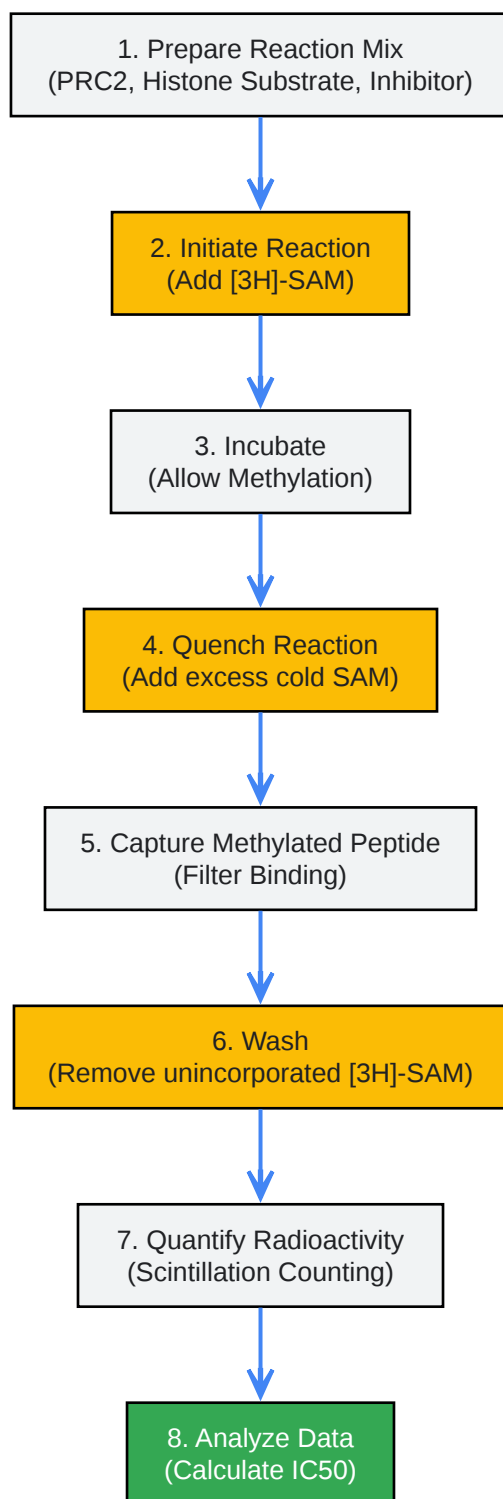 1. Prepare Reaction Mix
(PRC2, Histone Substrate, Inhibitor)
2. Initiate Reaction
(Add [3H]-SAM)
3. Incubate
(Allow Methylation)
4. Quench Reaction
(Add excess cold SAM)
5. Capture Methylated Peptide
(Filter Binding)
6. Wash
(Remove unincorporated [3H]-SAM)
7. Quantify Radioactivity
(Scintillation Counting)
8. Analyze Data
(Calculate IC50)